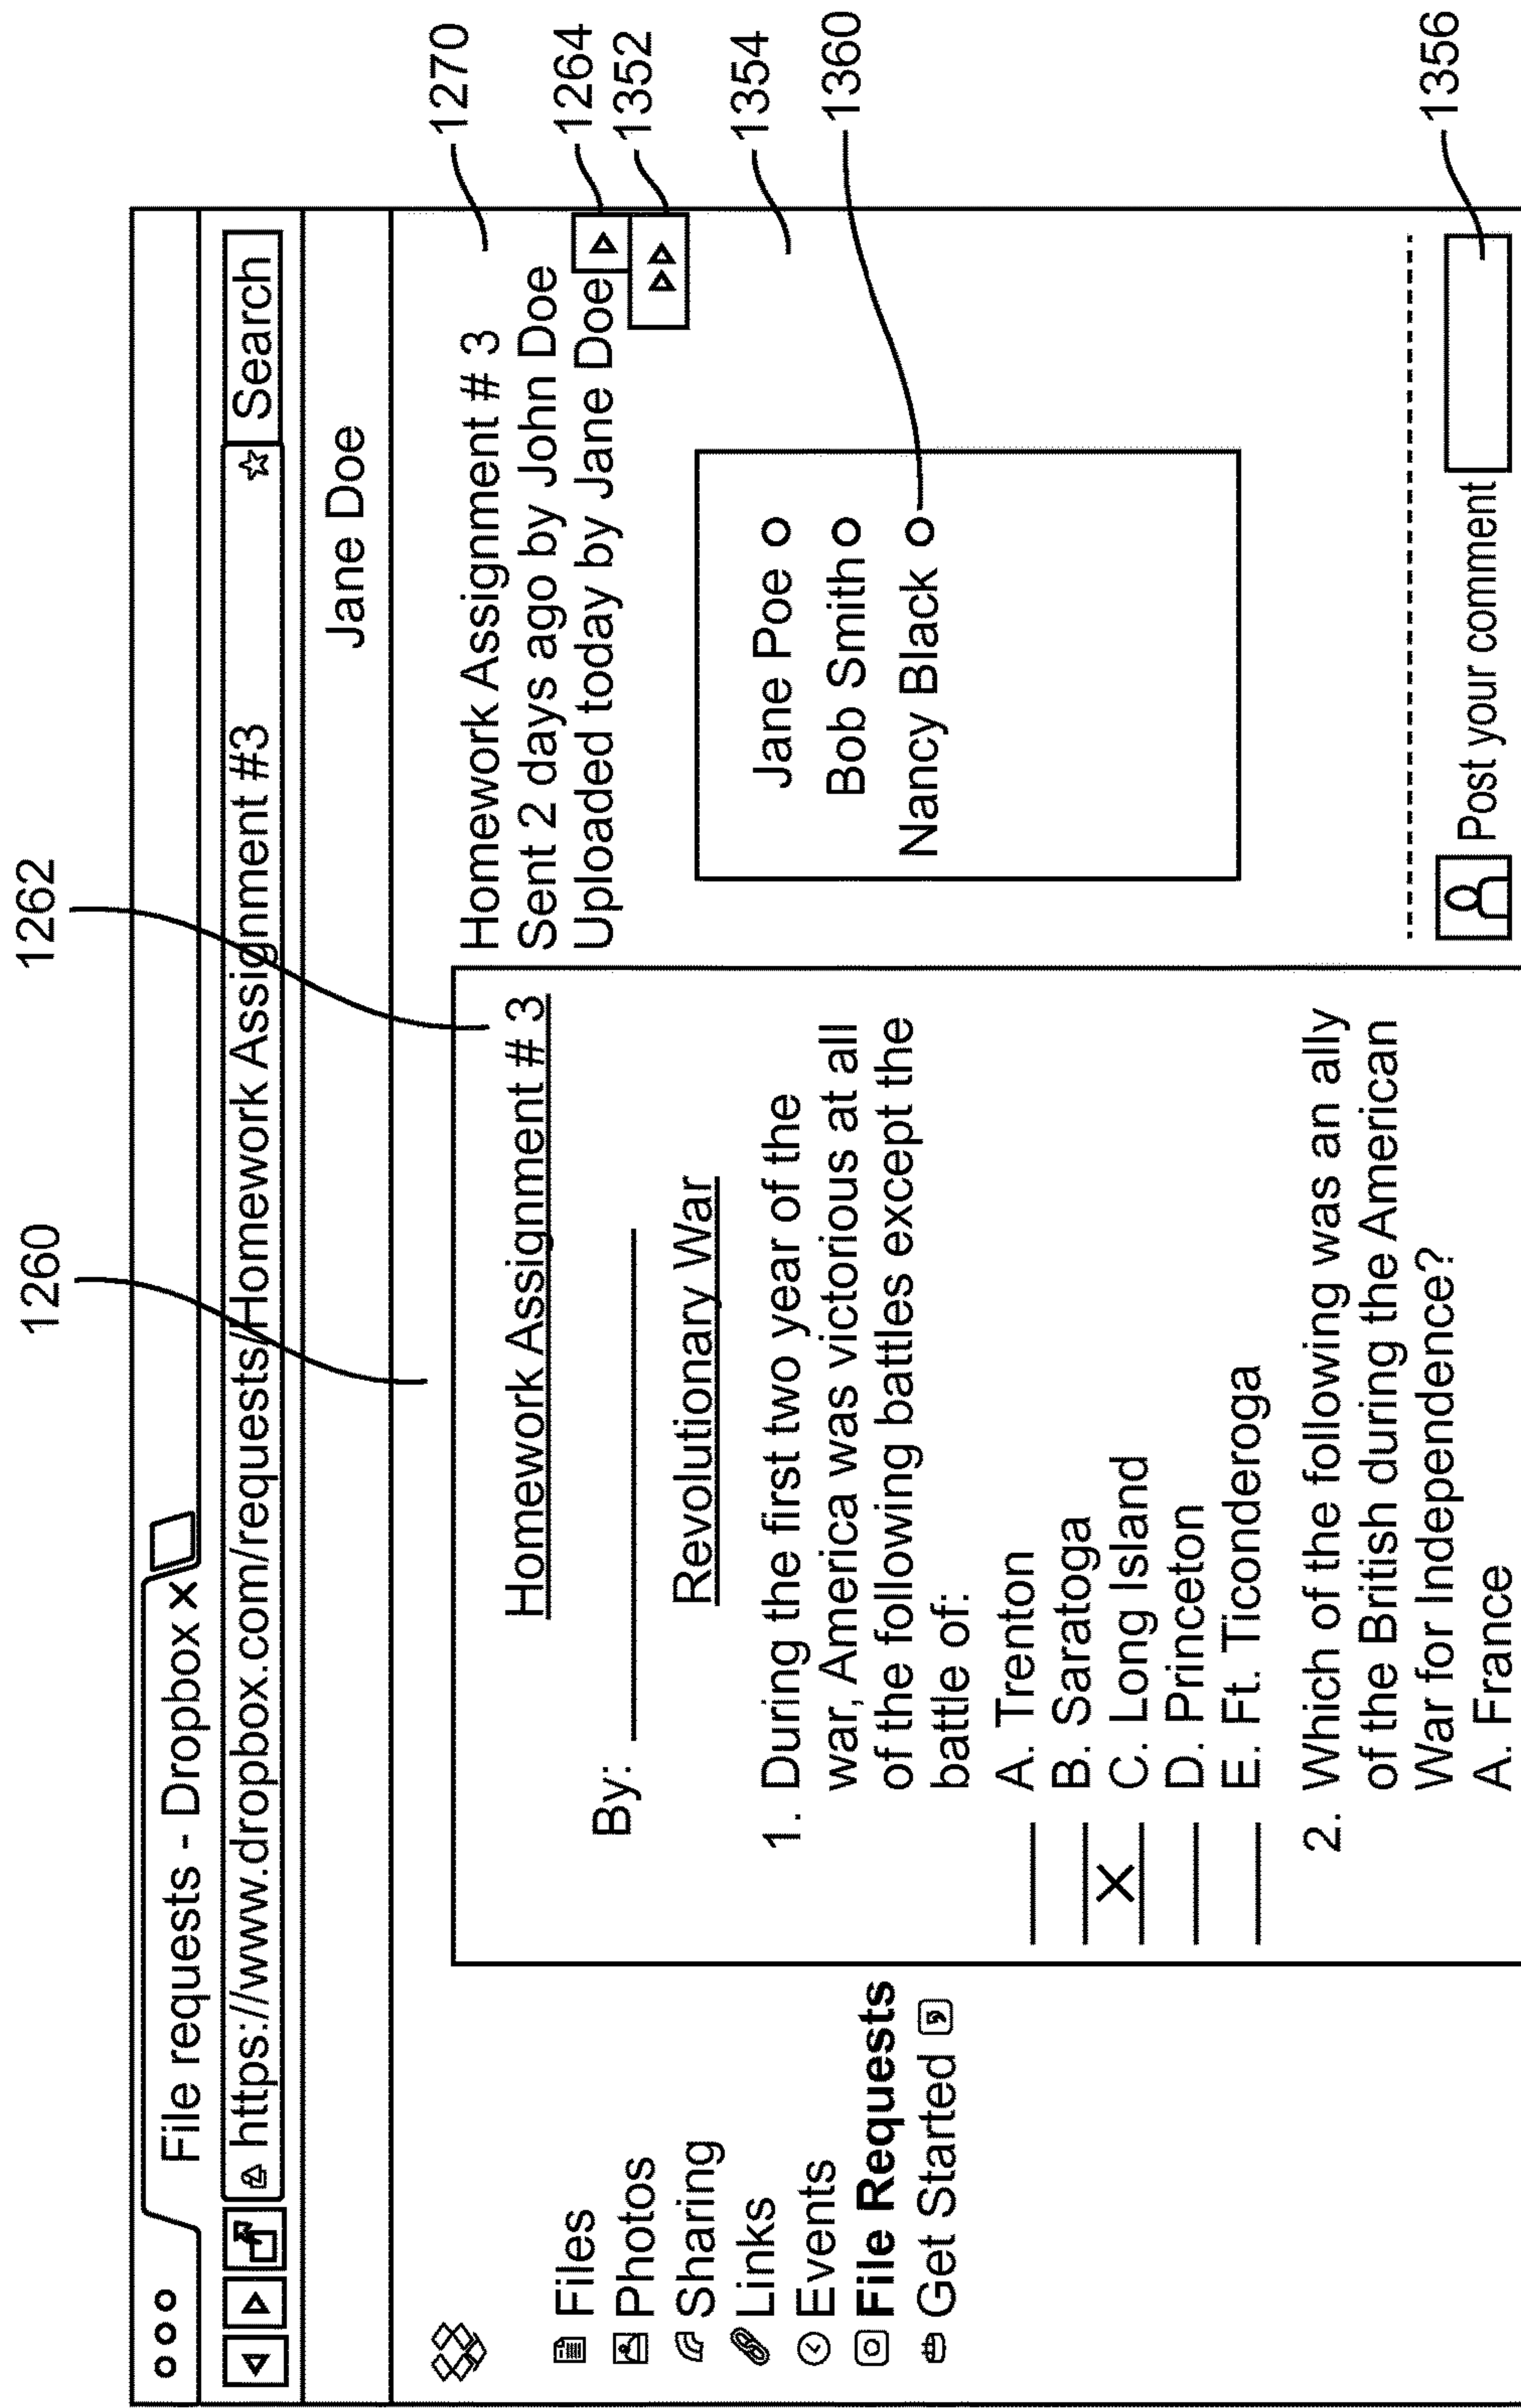 1260
1262
File requests - Dropbox X
https://www.dropbox.com/requests/Homework Assignment #3
Search
Jane Doe
Files
Photos
Sharing
Links
Events
File Requests
Get Started
Homework Assignment # 3
By:
Revolutionary War
1. During the first two year of the
war, America was victorious at all
of the following battles except the
battle of:
A. Trenton
B. Saratoga
X C. Long Island
D. Princeton
E. Ft. Ticonderoga
2. Which of the following was an ally
of the British during the American
War for Independence?
A. France
Homework Assignment # 3
Sent 2 days ago by John Doe
Uploaded today by Jane Doe
Jane Poe
Bob Smith
Nancy Black
Post your comment
1270
1264
1352
1354
1360
1356